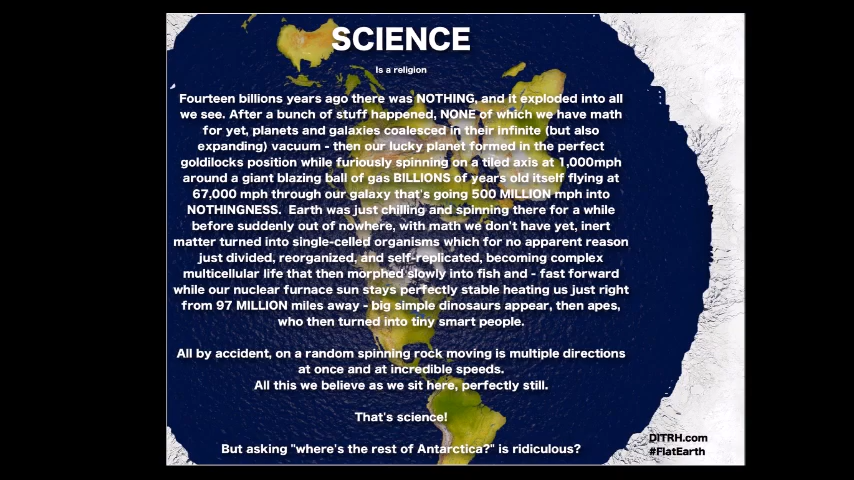 SCIENCE
Is a religion
Fourteen billions years ago there was NOTHING, and it exploded into all
we see. After a bunch of stuff happened, NONE of which we have math
for yet, planets and galaxies coalesced in their infinite (but also
expanding) vacuum - then our lucky planet formed in the perfect
goldilocks position while furiously spinning on a tiled axis at 1,000mph
around a giant blazing ball of gas BILLIONS of years old itself flying at
67,000 mph through our galaxy that's going 500 MILLION mph into
NOTHINGNESS. Earth was just chilling and spinning there for a while
before suddenly out of nowhere, with math we don't have yet, inert
matter turned into single-celled organisms which for no apparent reason
just divided, reorganized, and self-replicated, becoming complex
multicellular life that then morphed slowly into fish and - fast forward
while our nuclear furnace sun stays perfectly stable heating us just right
from 97 MILLION miles away - big simple dinosaurs appear, then apes,
who then turned into tiny smart people.
All by accident, on a random spinning rock moving is multiple directions
at once and at incredible speeds.
All this we believe as we sit here, perfectly still.
That's science!
But asking "where's the rest of Antarctica?" is ridiculous?
DITRH.com
#FlatEarth